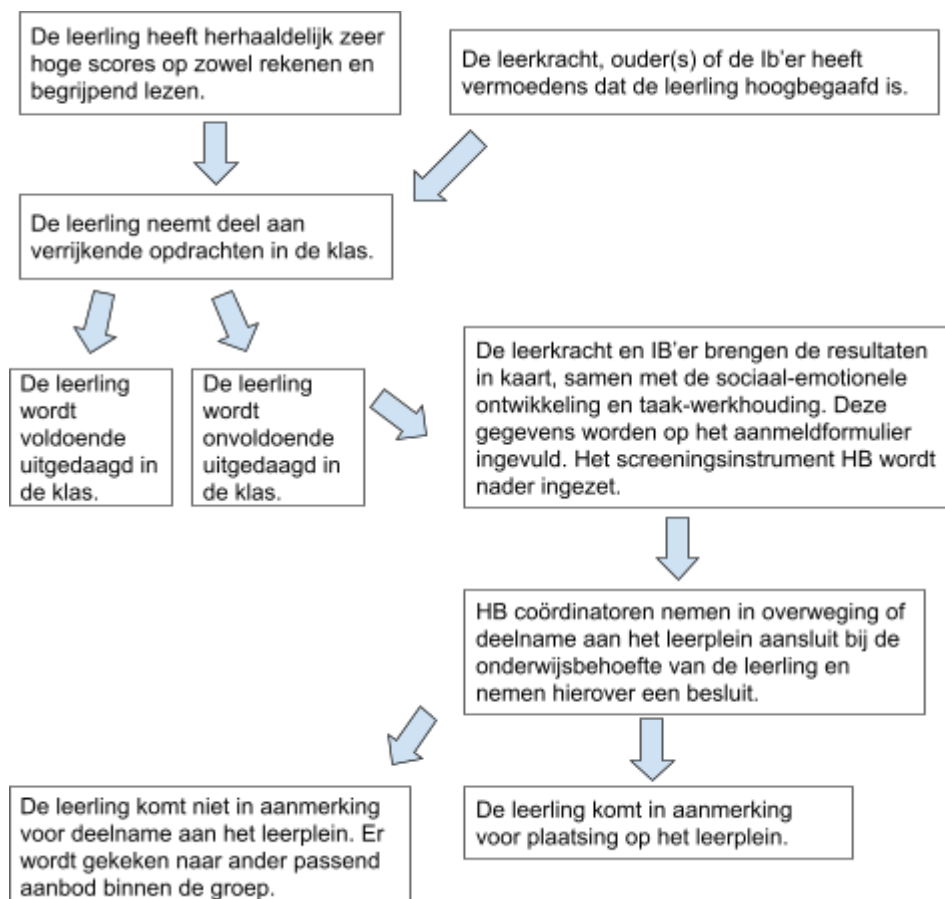 De leerling heeft herhaaldelijk zeer
hoge scores op zowel rekenen en
begrijpend lezen.
De leerkracht, ouder(s) of de Ib'er heeft
vermoedens dat de leerling hoogbegaafd is.
De leerling neemt deel aan
verrijkende opdrachten in de klas.
De leerling
wordt
voldoende
uitgedaagd in
de klas.
De leerling
wordt
onvoldoende
uitgedaagd in
de klas.
De leerkracht en IB'er brengen de resultaten
in kaart, samen met de sociaal-emotionele
ontwikkeling en taak-werkhouding. Deze
gegevens worden op het aanmeldformulier
ingevuld. Het screeningsinstrument HB wordt
nader ingezet.
HB coördinatoren nemen in overweging of
deelname aan het leerplein aansluit bij de
onderwijsbehoefte van de leerling en
nemen hierover een besluit.
De leerling komt niet in aanmerking
voor deelname aan het leerplein. Er
wordt gekeken naar ander passend
aanbod binnen de groep.
De leerling komt in aanmerking
voor plaatsing op het leerplein.